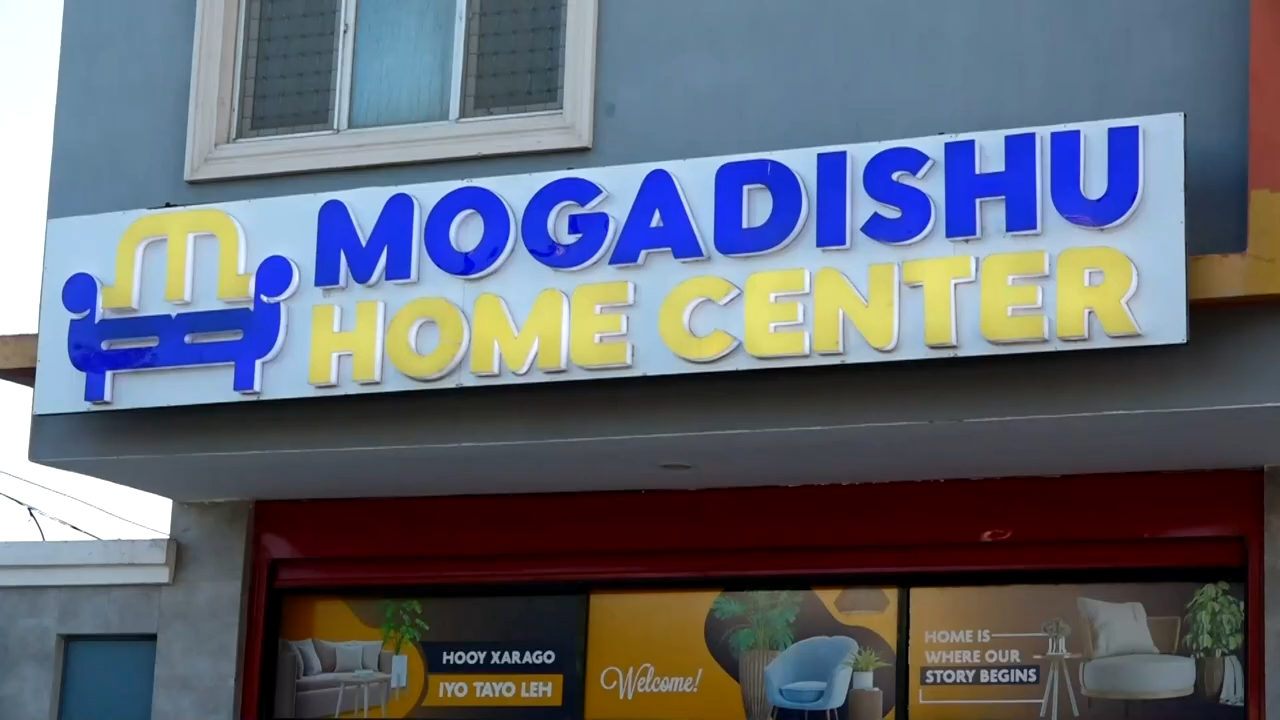 MOGADISHU
HOME CENTER
HOOY XARAGO
IYO TAYO LEH
Welcome!
HOME IS
WHERE OUR
STORY BEGINS